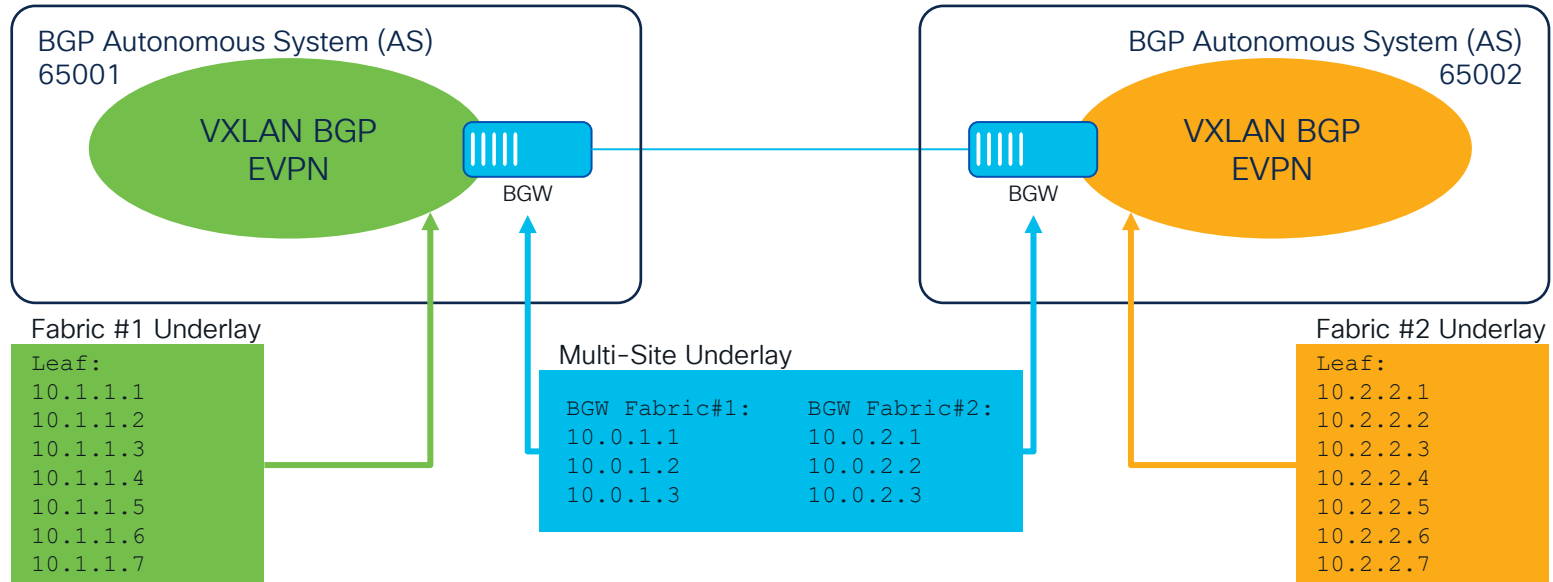 BGP Autonomous System (AS)
65001
VXLAN BGP
EVPN
BGW
BGP Autonomous System (AS)
65002
VXLAN BGP
EVPN
BGW
Fabric #1 Underlay
Leaf:
10.1.1.1
10.1.1.2
10.1.1.3
10.1.1.4
10.1.1.5
10.1.1.6
10.1.1.7
Multi-Site Underlay
BGW Fabric#1:
10.0.1.1
10.0.1.2
10.0.1.3
BGW Fabric#2:
10.0.2.1
10.0.2.2
10.0.2.3
Fabric #2 Underlay
Leaf:
10.2.2.1
10.2.2.2
10.2.2.3
10.2.2.4
10.2.2.5
10.2.2.6
10.2.2.7